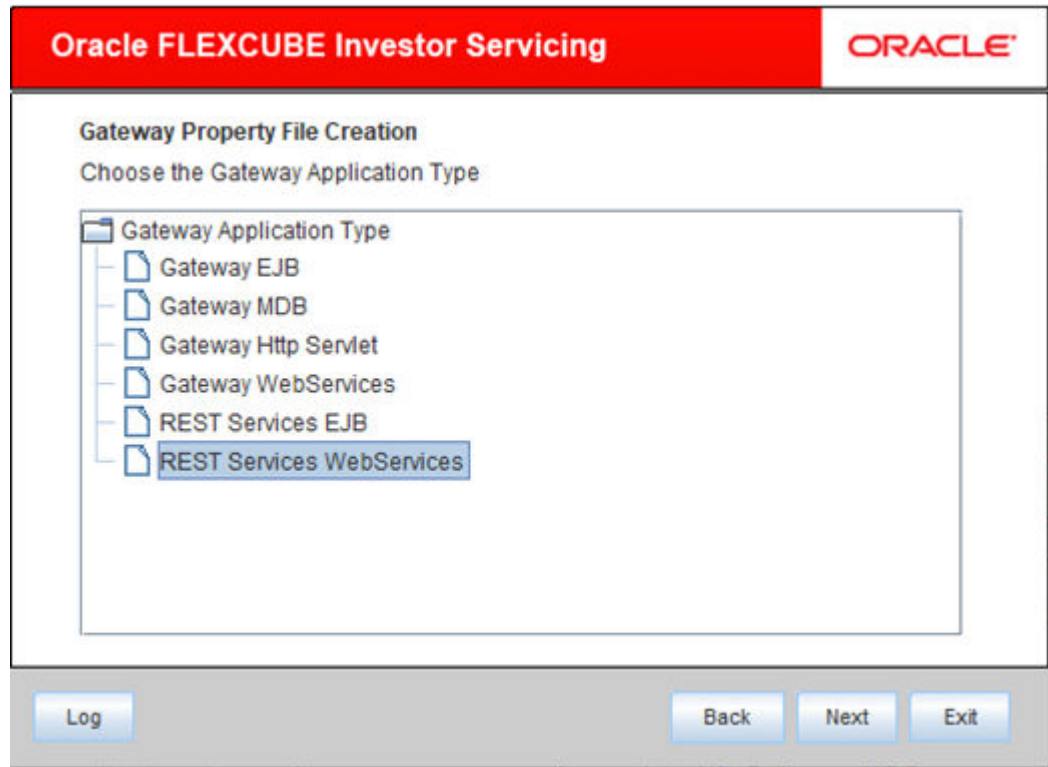 Oracle FLEXCUBE Investor Servicing
ORACLE
Gateway Property File Creation
Choose the Gateway Application Type
Gateway Application Type
Gateway EJB
Gateway MDB
Gateway Http Servlet
Gateway WebServices
REST Services EJB
REST Services WebServices
Log
Back
Next
Exit